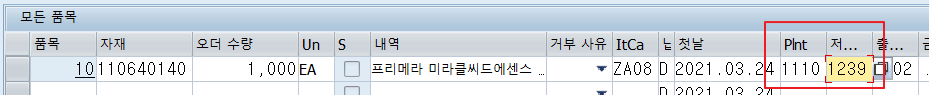 모든 품목
품목 자재 오더 수량 Un S 내역 거부 사유 ItCa 납 첫날 Plnt 저... 출...
10 110640140 1,000 EA 프리메라 미라클씨드에센스 ... ZA08 D 2021.03.24 1110 1239 02